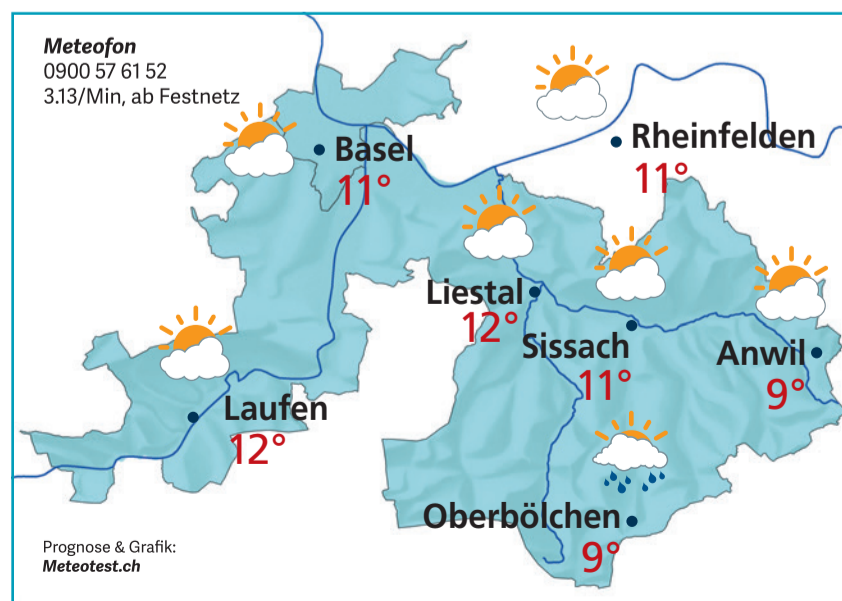 Meteofon
0900 57 61 52
3.13/Min, ab Festnetz
Basel
11°
Rheinfelden
11°
Liestal
12°
Sissach
11°
Anwil
9°
Laufen
12°
Oberbölchen
9°
Prognose & Grafik:
Meteotest.ch